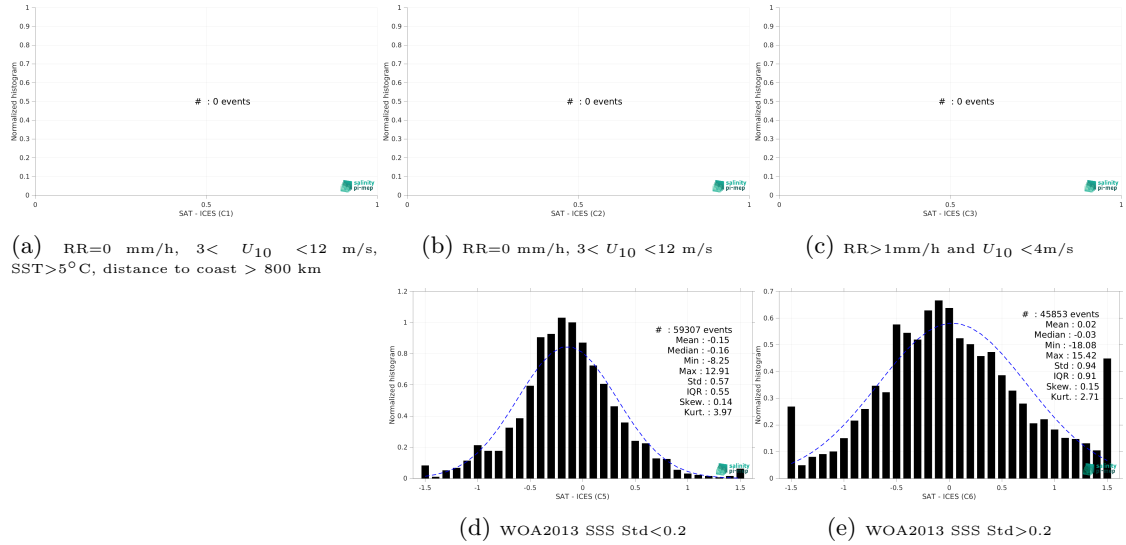 1
0.9
0.8
0.7
0.6
0.5
0.4
0.3
0.2
0.1
0
Normalized histogram
# : 0 events
salinity
pi-mep
0 0.5 1
SAT - ICES (C1)
(a) RR=0 mm/h, 3< U10 <12 m/s,
SST>5°C, distance to coast > 800 km
1
0.9
0.8
0.7
0.6
0.5
0.4
0.3
0.2
0.1
0
Normalized histogram
# : 0 events
salinity
pi-mep
0 0.5 1
SAT - ICES (C2)
(b) RR=0 mm/h, 3< U10 <12 m/s
1
0.9
0.8
0.7
0.6
0.5
0.4
0.3
0.2
0.1
0
Normalized histogram
# : 0 events
salinity
pi-mep
0 0.5 1
SAT - ICES (C3)
(c) RR>1mm/h and U10 <4m/s
1.2
1
0.8
0.6
0.4
0.2
0
Normalized histogram
# : 59307 events
Mean : -0.15
Median : -0.16
Min : -8.25
Max : 12.91
Std : 0.57
IQR : 0.55
Skew. : 0.14
Kurt. : 3.97
salinity
pi-mep
-1.5 -1 -0.5 0 0.5 1 1.5
SAT - ICES (C5)
(d) WOA2013 SSS Std<0.2
0.7
0.6
0.5
0.4
0.3
0.2
0.1
0
Normalized histogram
# : 45853 events
Mean : 0.02
Median : -0.03
Min : -18.08
Max : 15.42
Std : 0.94
IQR : 0.91
Skew. : 0.15
Kurt. : 2.71
salinity
pi-mep
-1.5 -1 -0.5 0 0.5 1 1.5
SAT - ICES (C6)
(e) WOA2013 SSS Std>0.2